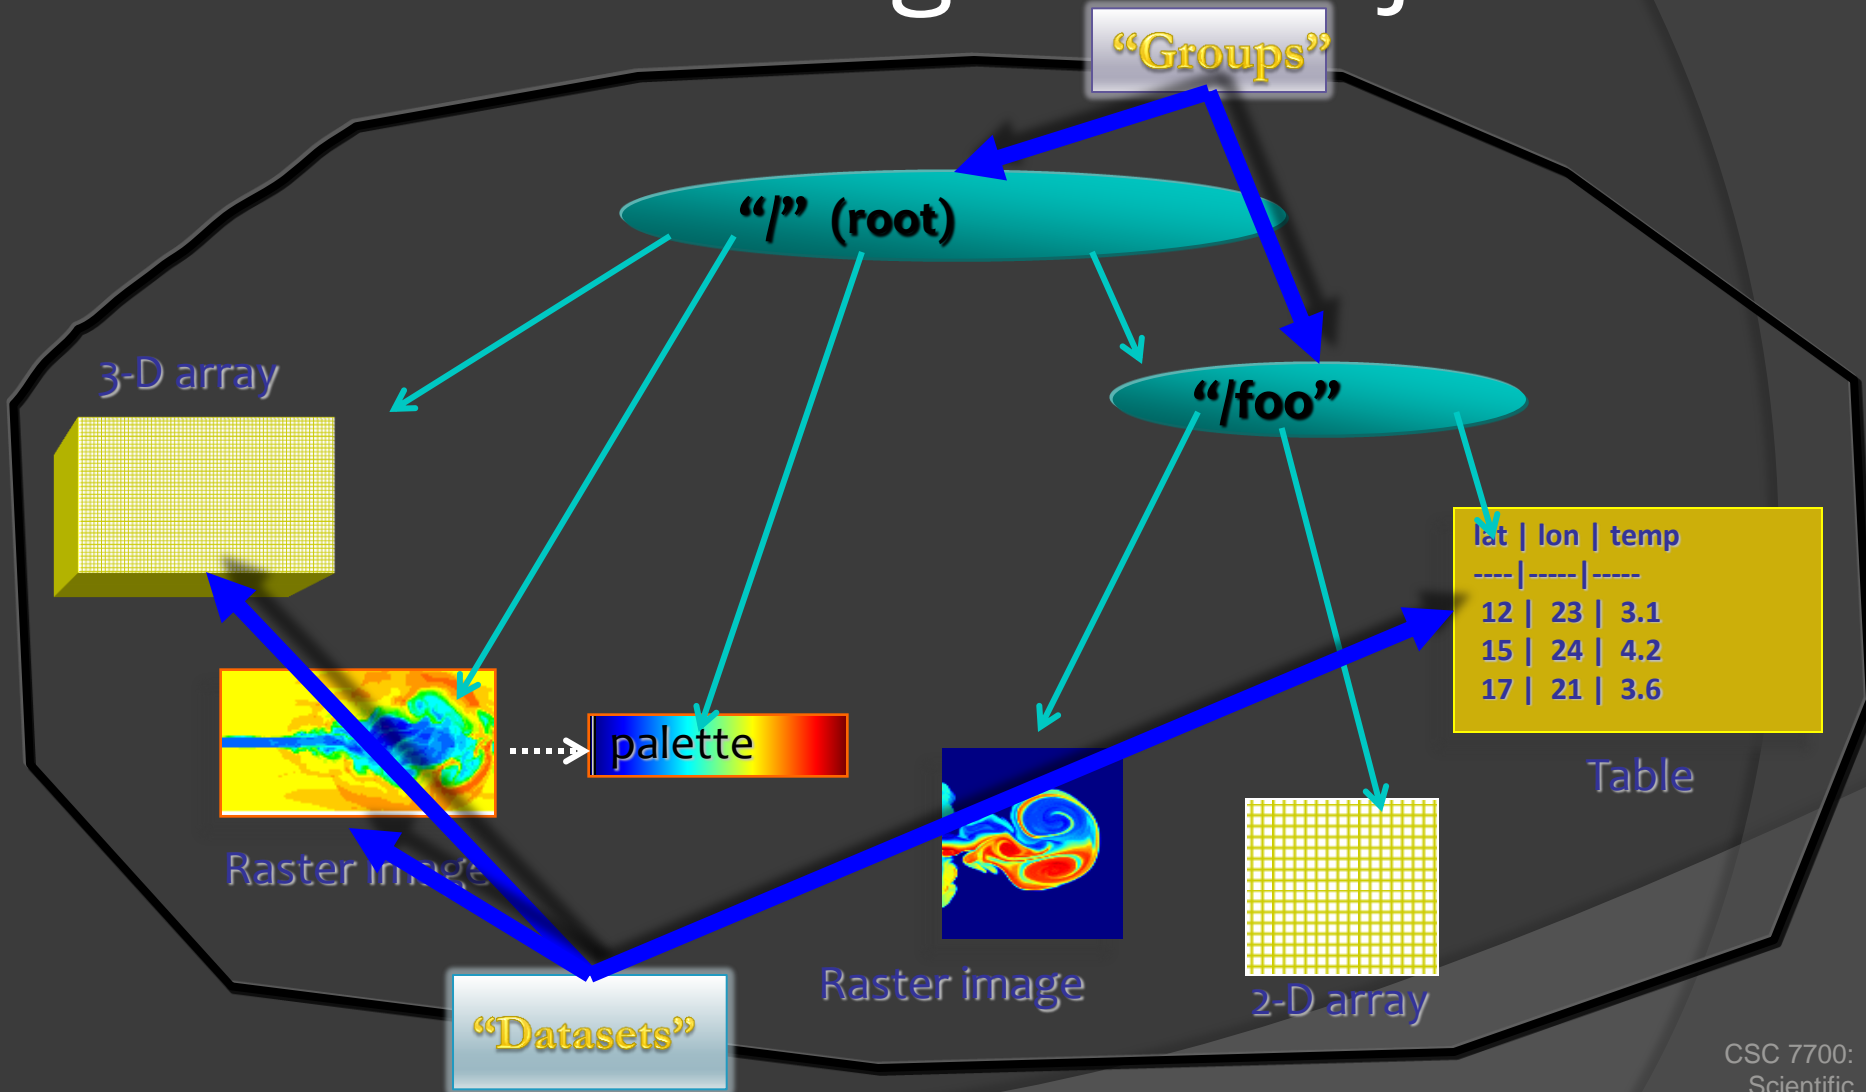 “Groups”
“/” (root)
3-D array
“/foo”
lat | lon | temp
----|-----|-----
12 | 23 | 3.1
15 | 24 | 4.2
17 | 21 | 3.6
palette
Table
Raster image
Raster image
2-D array
“Datasets”
CSC 7700:
Scientific